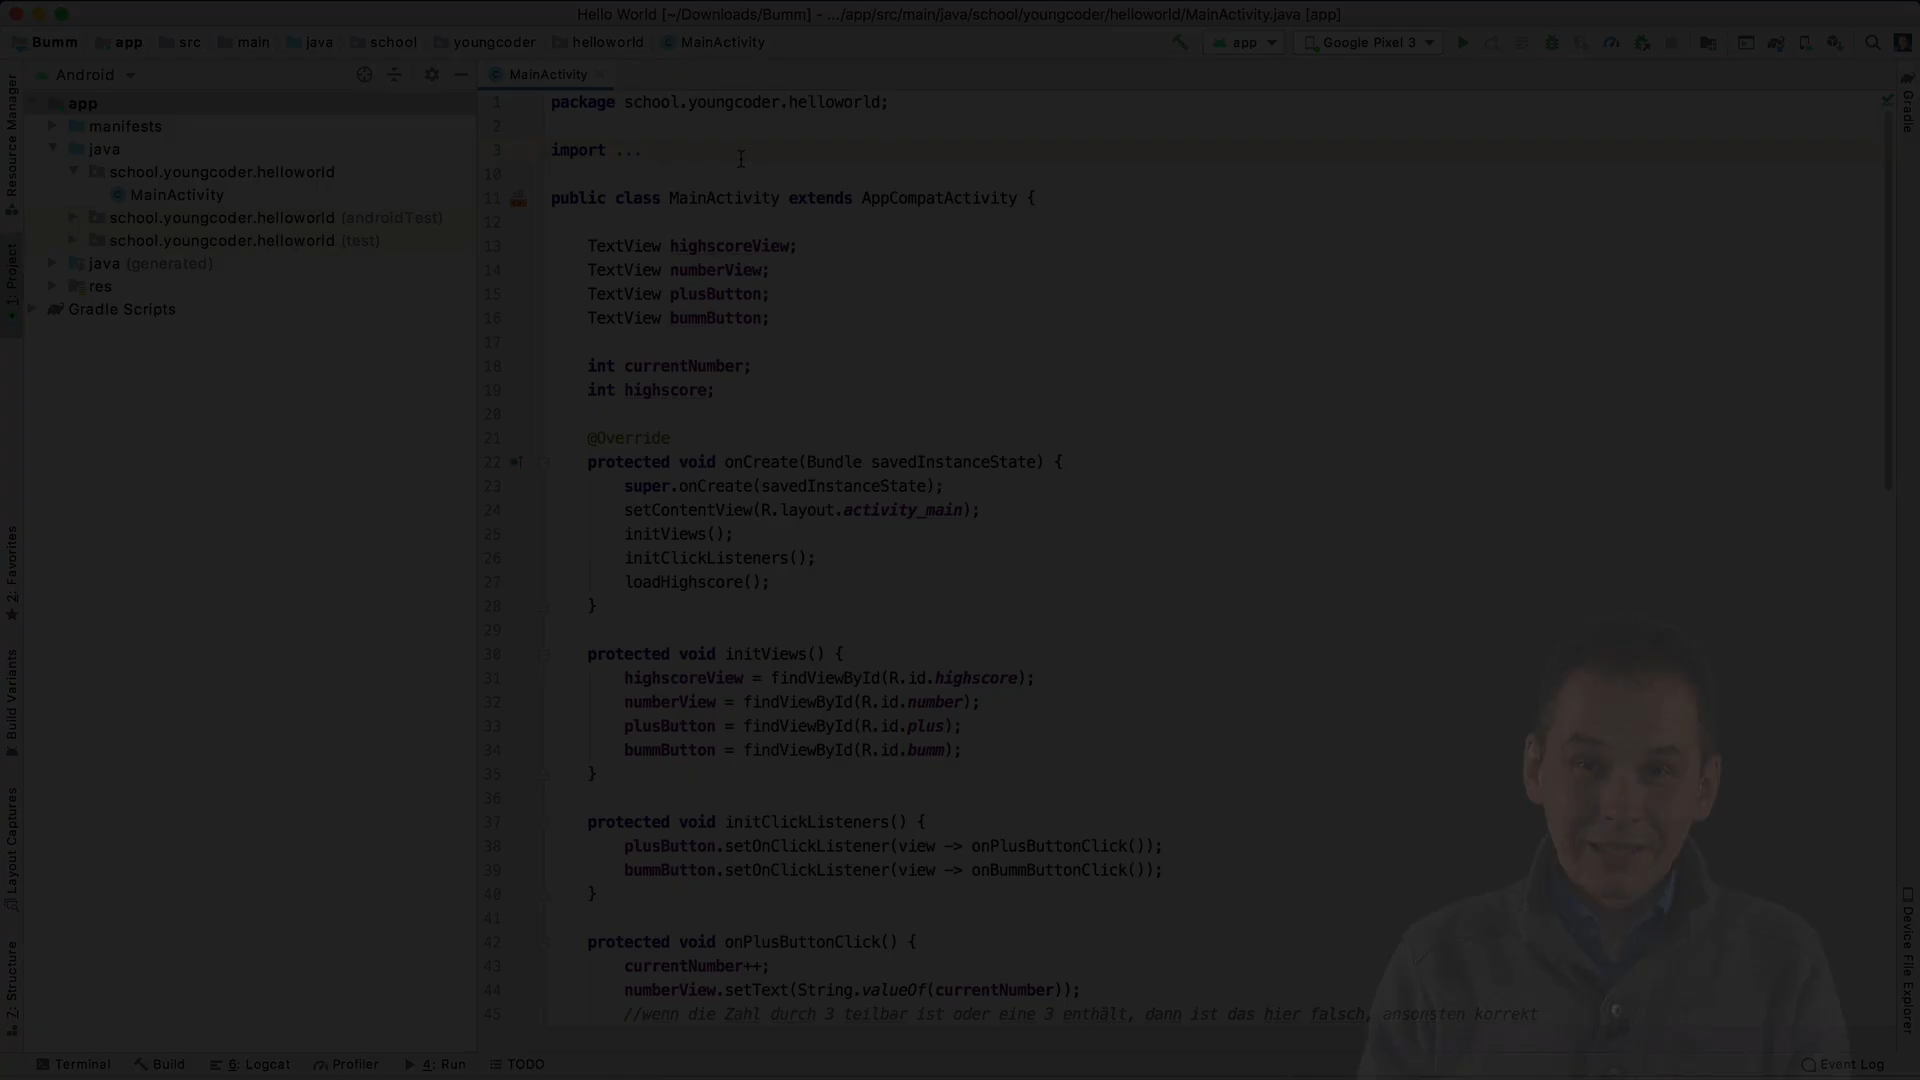 Hello World [~/Downloads/Bumm] - .../app/src/main/java/school/youngcoder/helloworld/MainActivity.java [app]
Bumm app src main java school youngcoder helloworld MainActivity app Google Pixel 3
Android MainActivity
Resource Manager
1: Project
2: Favorites
Build Variants
Layout Captures
7: Structure
app
manifests
java
school.youngcoder.helloworld
MainActivity
school.youngcoder.helloworld (androidTest)
school.youngcoder.helloworld (test)
java (generated)
res
Gradle Scripts
1 package school.youngcoder.helloworld;
2
3 import ...
10
11 public class MainActivity extends AppCompatActivity {
12
13 TextView highscoreView;
14 TextView numberView;
15 TextView plusButton;
16 TextView bummButton;
17
18 int currentNumber;
19 int highscore;
20
21 @Override
22 protected void onCreate(Bundle savedInstanceState) {
23 super.onCreate(savedInstanceState);
24 setContentView(R.layout.activity_main);
25 initViews();
26 initClickListeners();
27 loadHighscore();
28 }
29
30 protected void initViews() {
31 highscoreView = findViewById(R.id.highscore);
32 numberView = findViewById(R.id.number);
33 plusButton = findViewById(R.id.plus);
34 bummButton = findViewById(R.id.bumm);
35 }
36
37 protected void initClickListeners() {
38 plusButton.setOnClickListener(view -> onPlusButtonClick());
39 bummButton.setOnClickListener(view -> onBummButtonClick());
40 }
41
42 protected void onPlusButtonClick() {
43 currentNumber++;
44 numberView.setText(String.valueOf(currentNumber));
45 //wenn die Zahl durch 3 teilbar ist oder eine 3 enthält, dann ist das hier falsch, ansonsten korrekt
Gradle
Device File Explorer
Terminal Build 6: Logcat Profiler 4: Run TODO Event Log